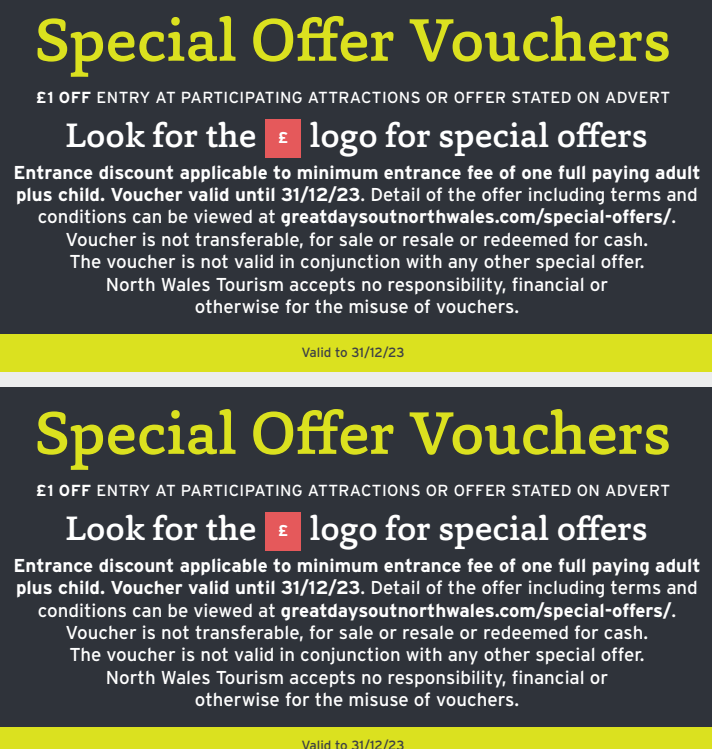 Special Offer Vouchers
£1 OFF ENTRY AT PARTICIPATING ATTRACTIONS OR OFFER STATED ON ADVERT
Look for the £ logo for special offers
Entrance discount applicable to minimum entrance fee of one full paying adult
plus child. Voucher valid until 31/12/23. Detail of the offer including terms and
conditions can be viewed at greatdaysoutnorthwales.com/special-offers/.
Voucher is not transferable, for sale or resale or redeemed for cash.
The voucher is not valid in conjunction with any other special offer.
North Wales Tourism accepts no responsibility, financial or
otherwise for the misuse of vouchers.
Valid to 31/12/23
Special Offer Vouchers
£1 OFF ENTRY AT PARTICIPATING ATTRACTIONS OR OFFER STATED ON ADVERT
Look for the £ logo for special offers
Entrance discount applicable to minimum entrance fee of one full paying adult
plus child. Voucher valid until 31/12/23. Detail of the offer including terms and
conditions can be viewed at greatdaysoutnorthwales.com/special-offers/.
Voucher is not transferable, for sale or resale or redeemed for cash.
The voucher is not valid in conjunction with any other special offer.
North Wales Tourism accepts no responsibility, financial or
otherwise for the misuse of vouchers.
Valid to 31/12/23